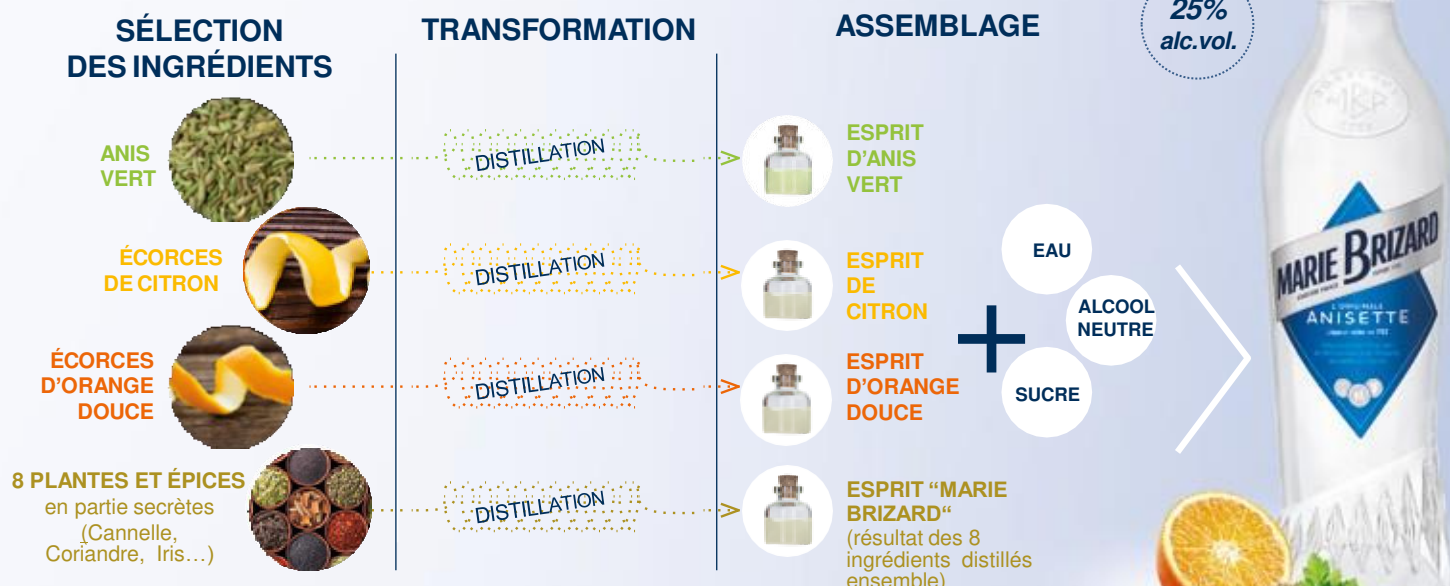 SÉLECTION
DES INGRÉDIENTS
TRANSFORMATION
ASSEMBLAGE
25%
alc.vol.
ANIS
VERT
DISTILLATION
ESPRIT
D'ANIS
VERT
ÉCORCES
DE CITRON
DISTILLATION
ESPRIT
DE
CITRON
ÉCORCES
D'ORANGE
DOUCE
DISTILLATION
ESPRIT
D'ORANGE
DOUCE
8 PLANTES ET ÉPICES
en partie secrètes
(Cannelle,
Coriandre, Iris…)
DISTILLATION
ESPRIT “MARIE
BRIZARD“
(résultat des 8
ingrédients distillés
ensemble)
EAU
ALCOOL
NEUTRE
SUCRE
MARIE BRIZARD
ANISETTE